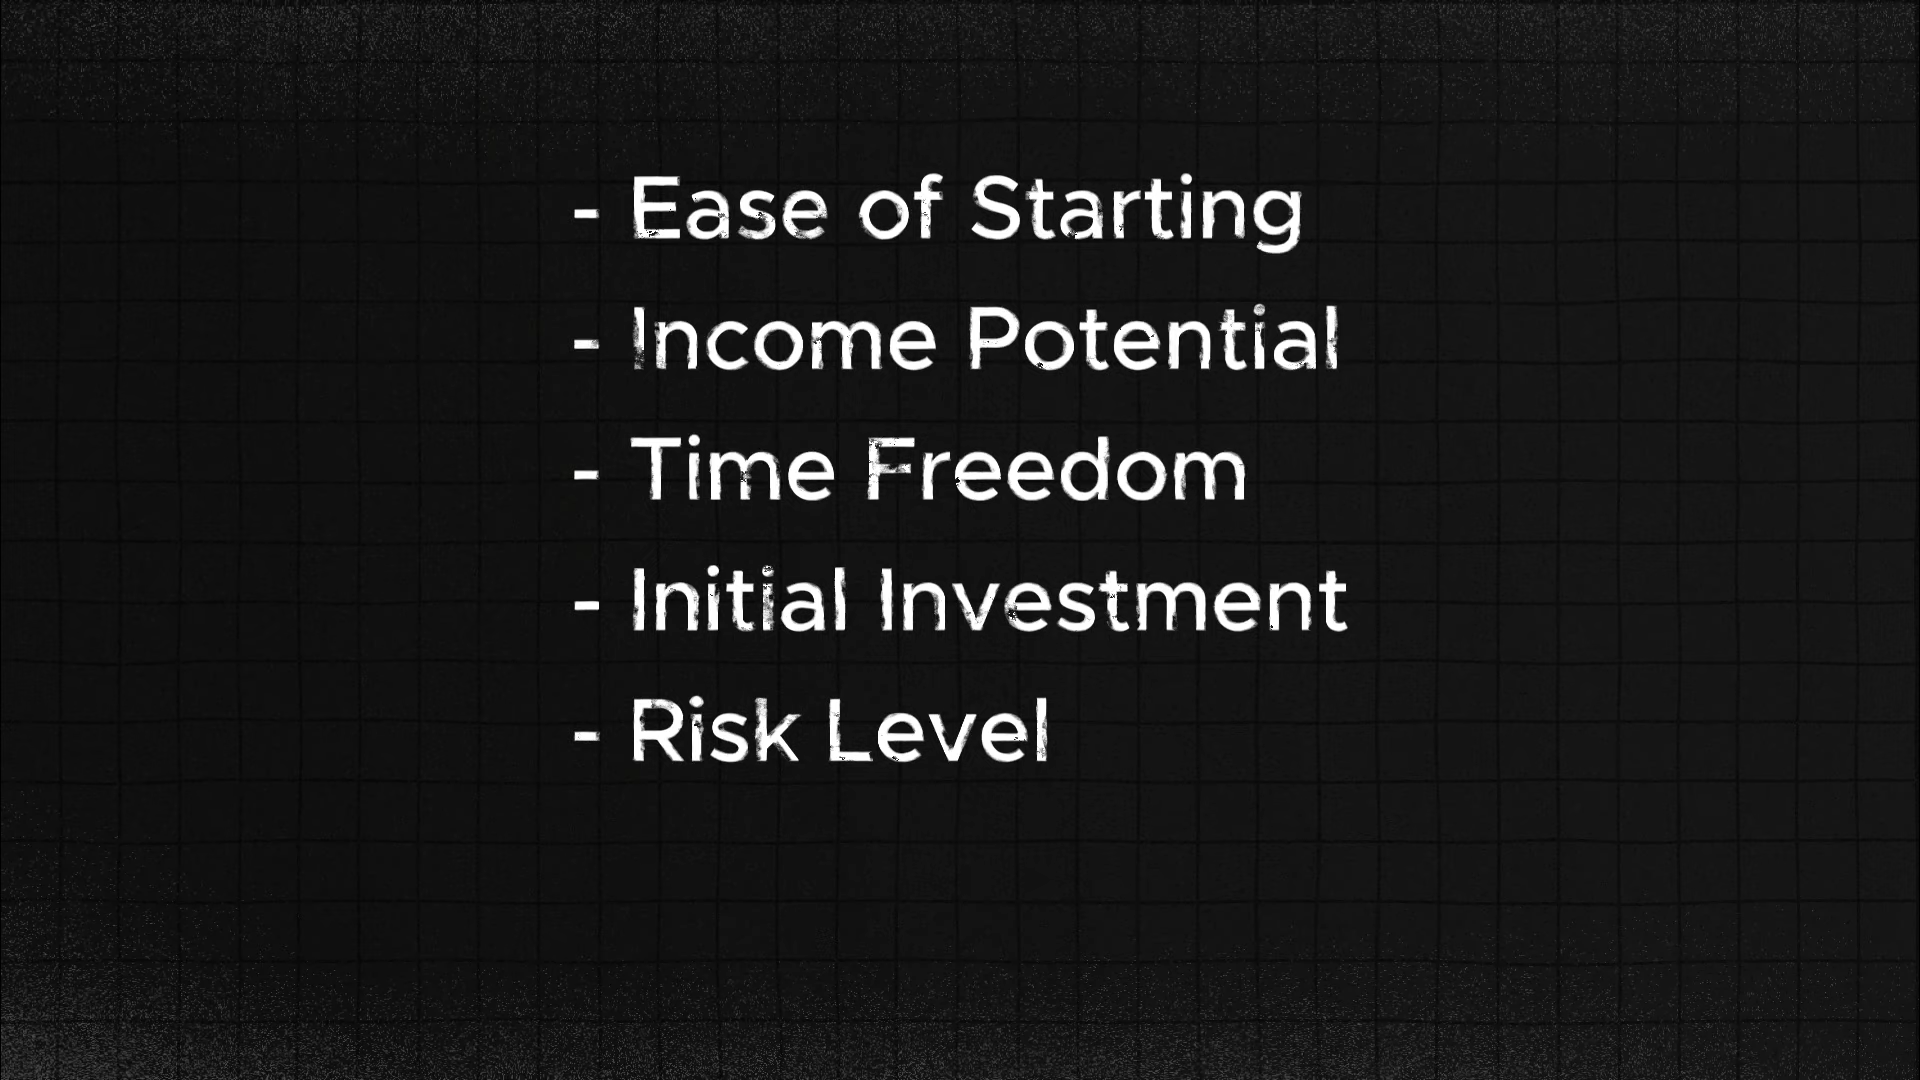 - Ease of Starting
- Income Potential
- Time Freedom
- Initial Investment
- Risk Level